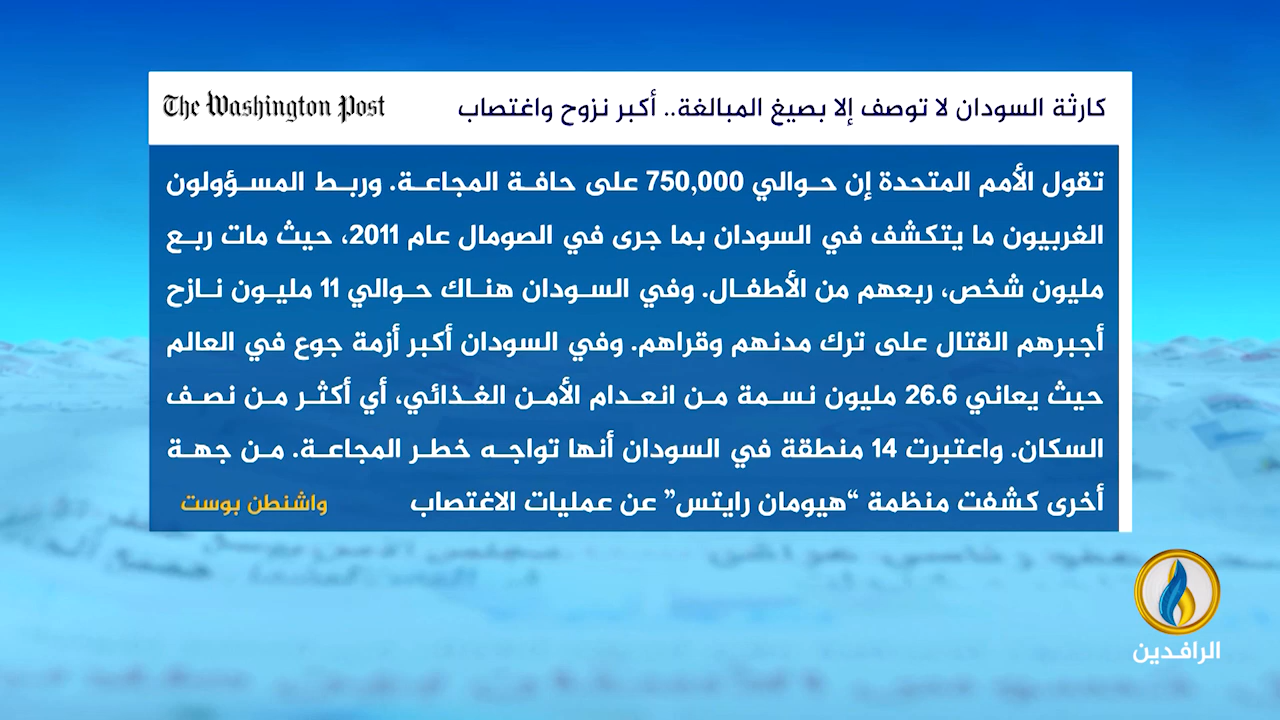 كارثة السودان لا توصف إلا بصيغ المبالغة.. أكبر نزوح واغتصاب
The Washington Post
تقول الأمم المتحدة إن حوالي 750,000 على حافة المجاعة. وربط المسؤولون
الغربيون ما يتكشف في السودان بما جرى في الصومال عام 2011، حيث مات ربع
مليون شخص، ربعهم من الأطفال. وفي السودان هناك حوالي 11 مليون نازح
أجبرهم القتال على ترك مدنهم وقراهم. وفي السودان أكبر أزمة جوع في العالم
حيث يعاني 26.6 مليون نسمة من انعدام الأمن الغذائي، أي أكثر من نصف
السكان. واعتبرت 14 منطقة في السودان أنها تواجه خطر المجاعة. من جهة
أخرى كشفت منظمة “هيومان رايتس” عن عمليات الاغتصاب
واشنطن بوست
الرافدين